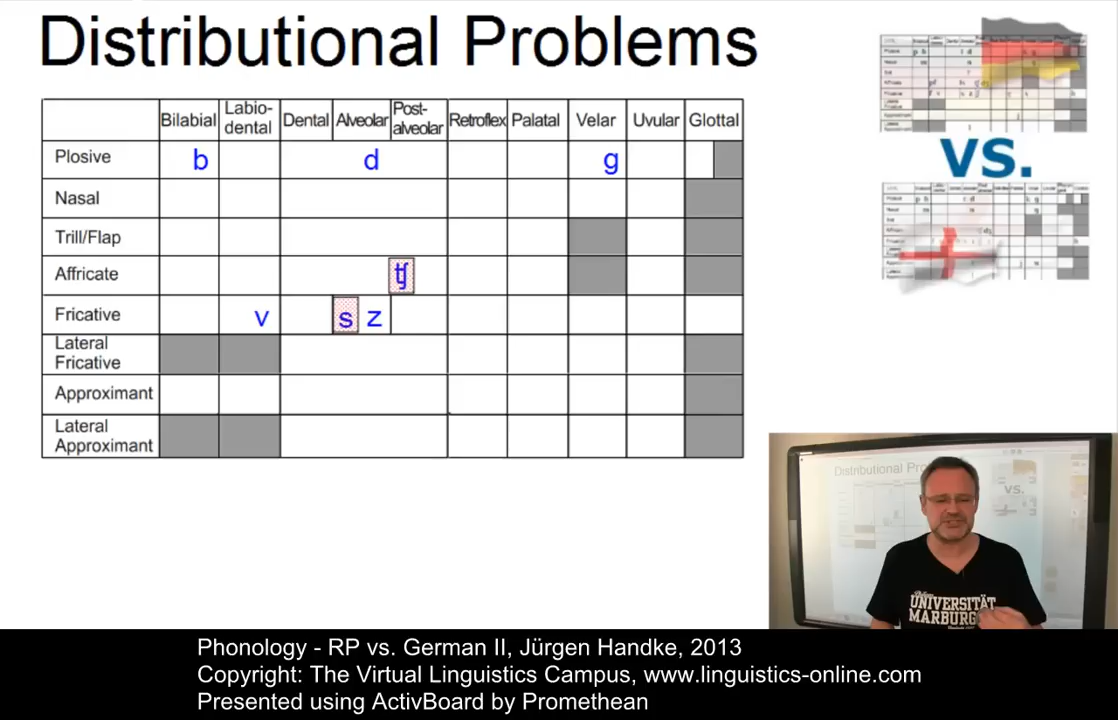 Distributional Problems
Bilabial Labio-dental Dental Alveolar Post-alveolar Retroflex Palatal Velar Uvular Glottal
Plosive b d g
Nasal
Trill/Flap
Affricate ʧ
Fricative v s z
Lateral Fricative
Approximant
Lateral Approximant
VS.
Distributional Pro
VS.
UNIVERSITÄT
MARBURG
Phonology - RP vs. German II, Jürgen Handke, 2013
Copyright: The Virtual Linguistics Campus, www.linguistics-online.com
Presented using ActivBoard by Promethean